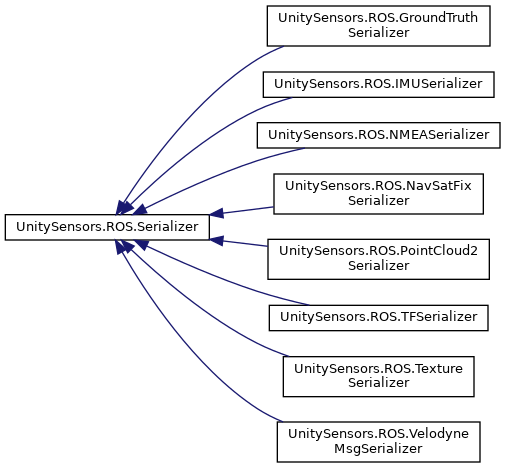 UnitySensors.ROS.GroundTruth
Serializer
UnitySensors.ROS.IMUSerializer
UnitySensors.ROS.NMEASerializer
UnitySensors.ROS.NavSatFix
Serializer
UnitySensors.ROS.Serializer
UnitySensors.ROS.PointCloud2
Serializer
UnitySensors.ROS.TFSerializer
UnitySensors.ROS.Texture
Serializer
UnitySensors.ROS.Velodyne
MsgSerializer